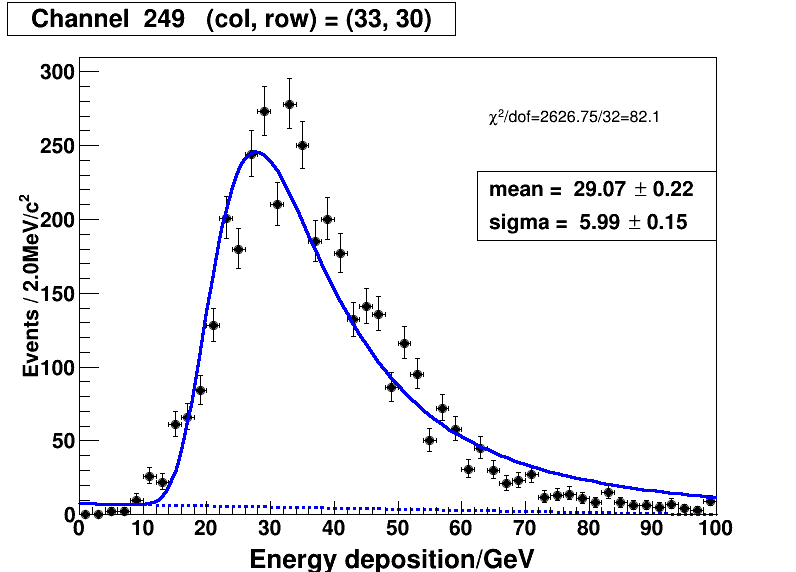 Channel 249 (col, row) = (33, 30)
χ²/dof=2626.75/32=82.1
mean = 29.07 ± 0.22
sigma = 5.99 ± 0.15
Events / 2.0MeV/c²
300
250
200
150
100
50
0
0 10 20 30 40 50 60 70 80 90 100
Energy deposition/GeV